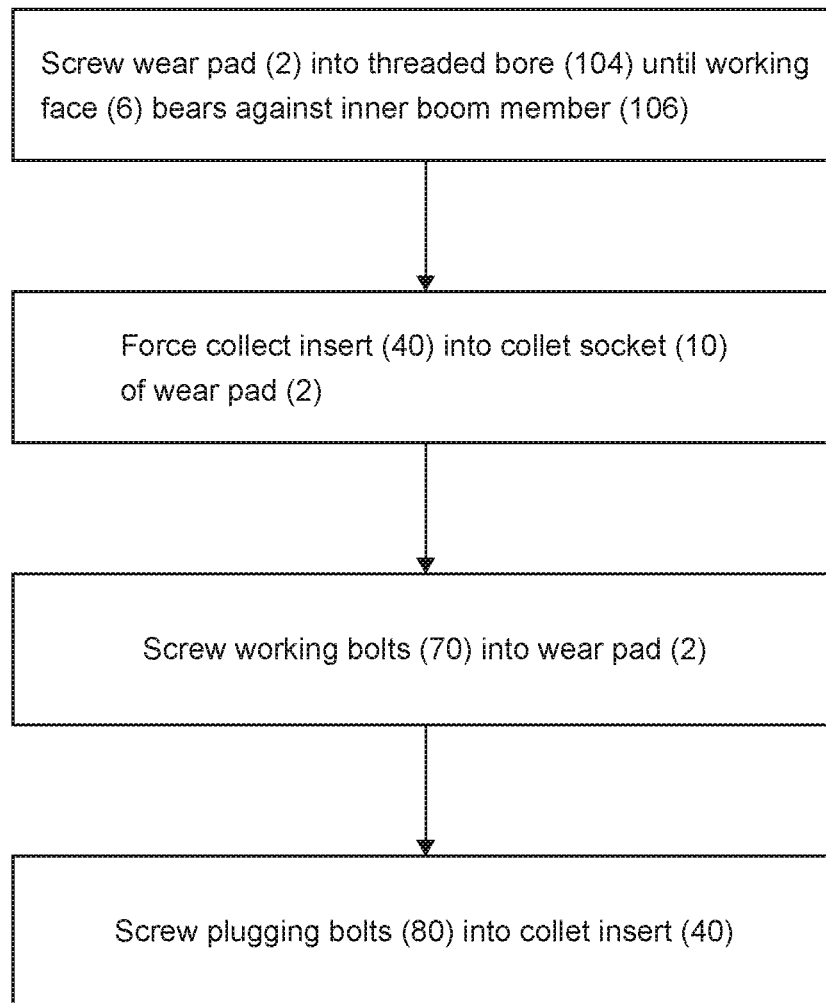 Screw wear pad (2) into threaded bore (104) until working
face (6) bears against inner boom member (106)
Force collect insert (40) into collet socket (10)
of wear pad (2)
Screw working bolts (70) into wear pad (2)
Screw plugging bolts (80) into collet insert (40)